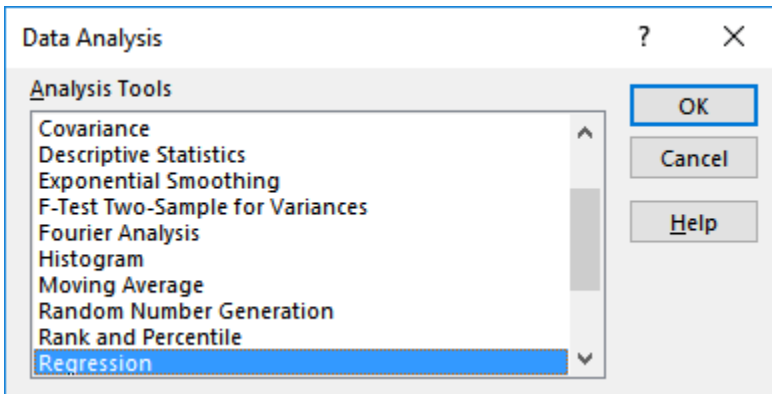 Data Analysis
?
Analysis Tools
Covariance
Descriptive Statistics
Exponential Smoothing
F-Test Two-Sample for Variances
Fourier Analysis
Histogram
Moving Average
Random Number Generation
Rank and Percentile
Regression
OK
Cancel
Help